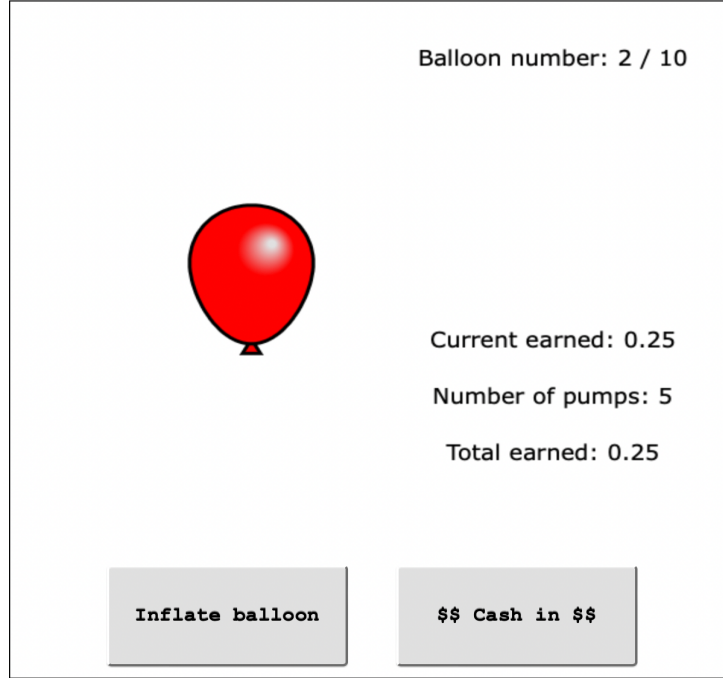 Balloon number: 2 / 10
Current earned: 0.25
Number of pumps: 5
Total earned: 0.25
Inflate balloon
$$ Cash in $$